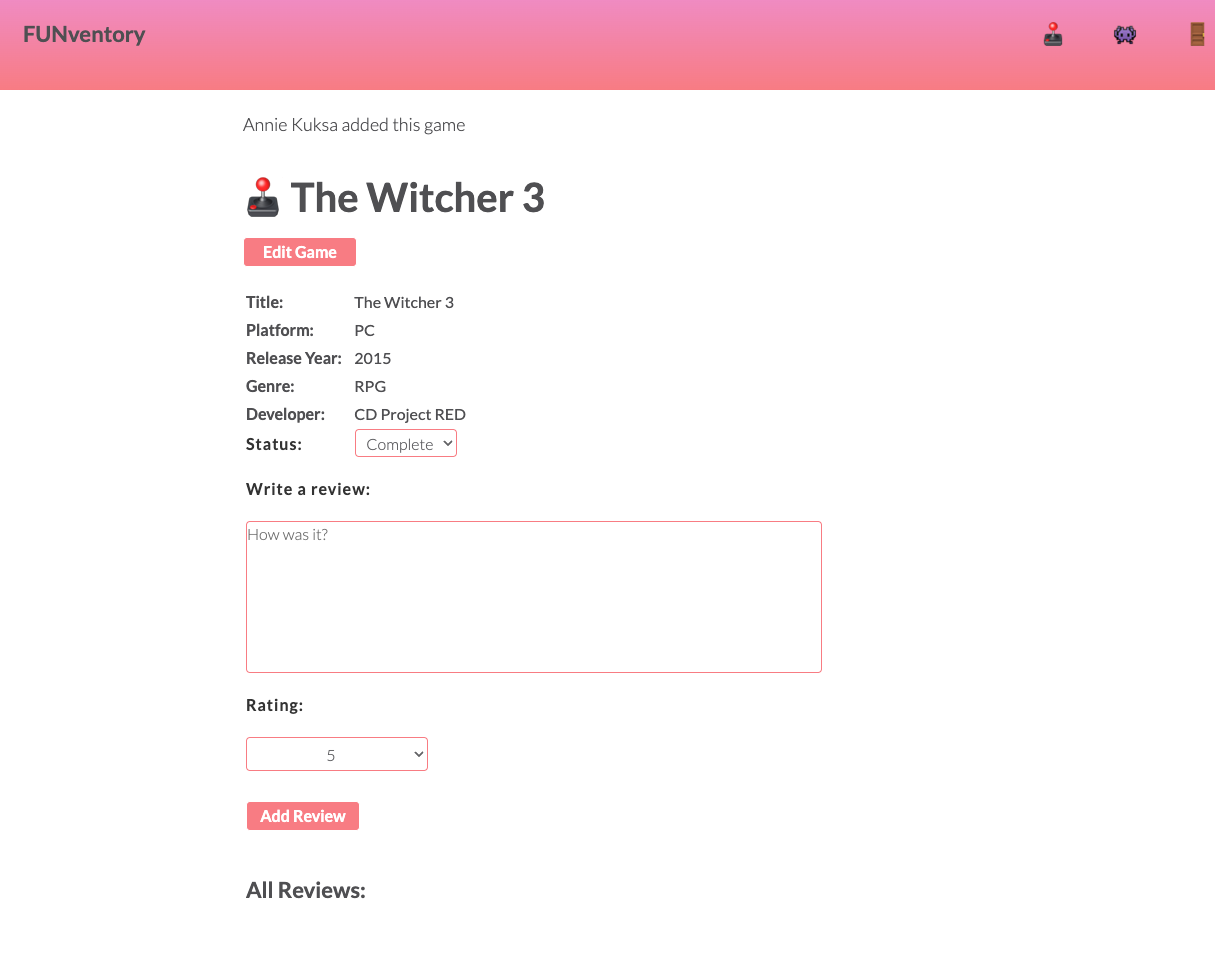 FUNventory
Annie Kuksa added this game
The Witcher 3
Edit Game
Title: The Witcher 3
Platform: PC
Release Year: 2015
Genre: RPG
Developer: CD Project RED
Status: Complete
Write a review:
How was it?
Rating:
5
Add Review
All Reviews: